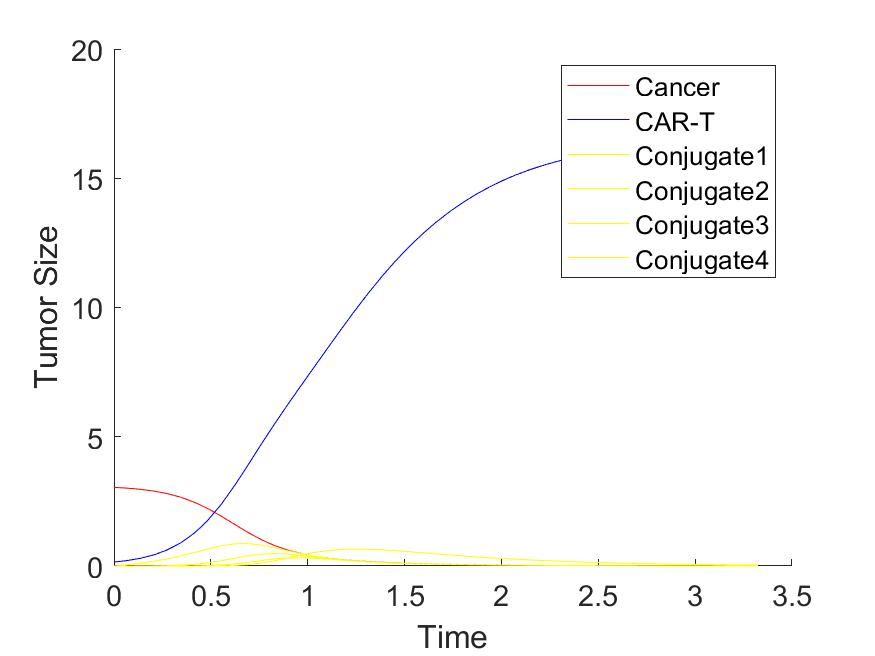 20
15
10
5
0
Tumor Size
Cancer
CAR-T
Conjugate1
Conjugate2
Conjugate3
Conjugate4
0 0.5 1 1.5 2 2.5 3 3.5
Time